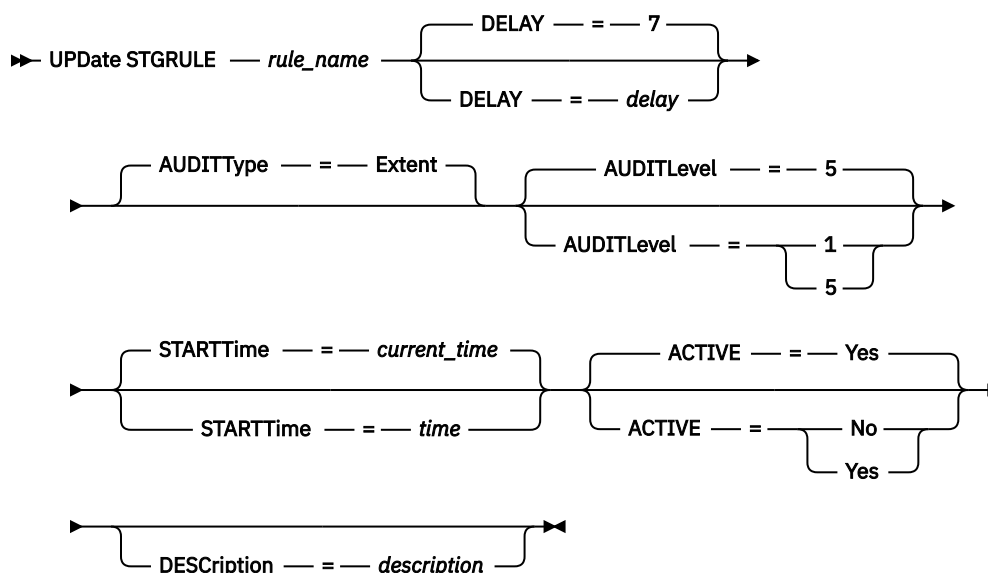 DELAY = 7
UPDate STGRULE rule_name
DELAY = delay
AUDITType = Extent
AUDITLevel = 5
AUDITLevel = 1
5
STARTTime = current_time
STARTTime = time
ACTIVE = Yes
ACTIVE = No
Yes
DESCription = description